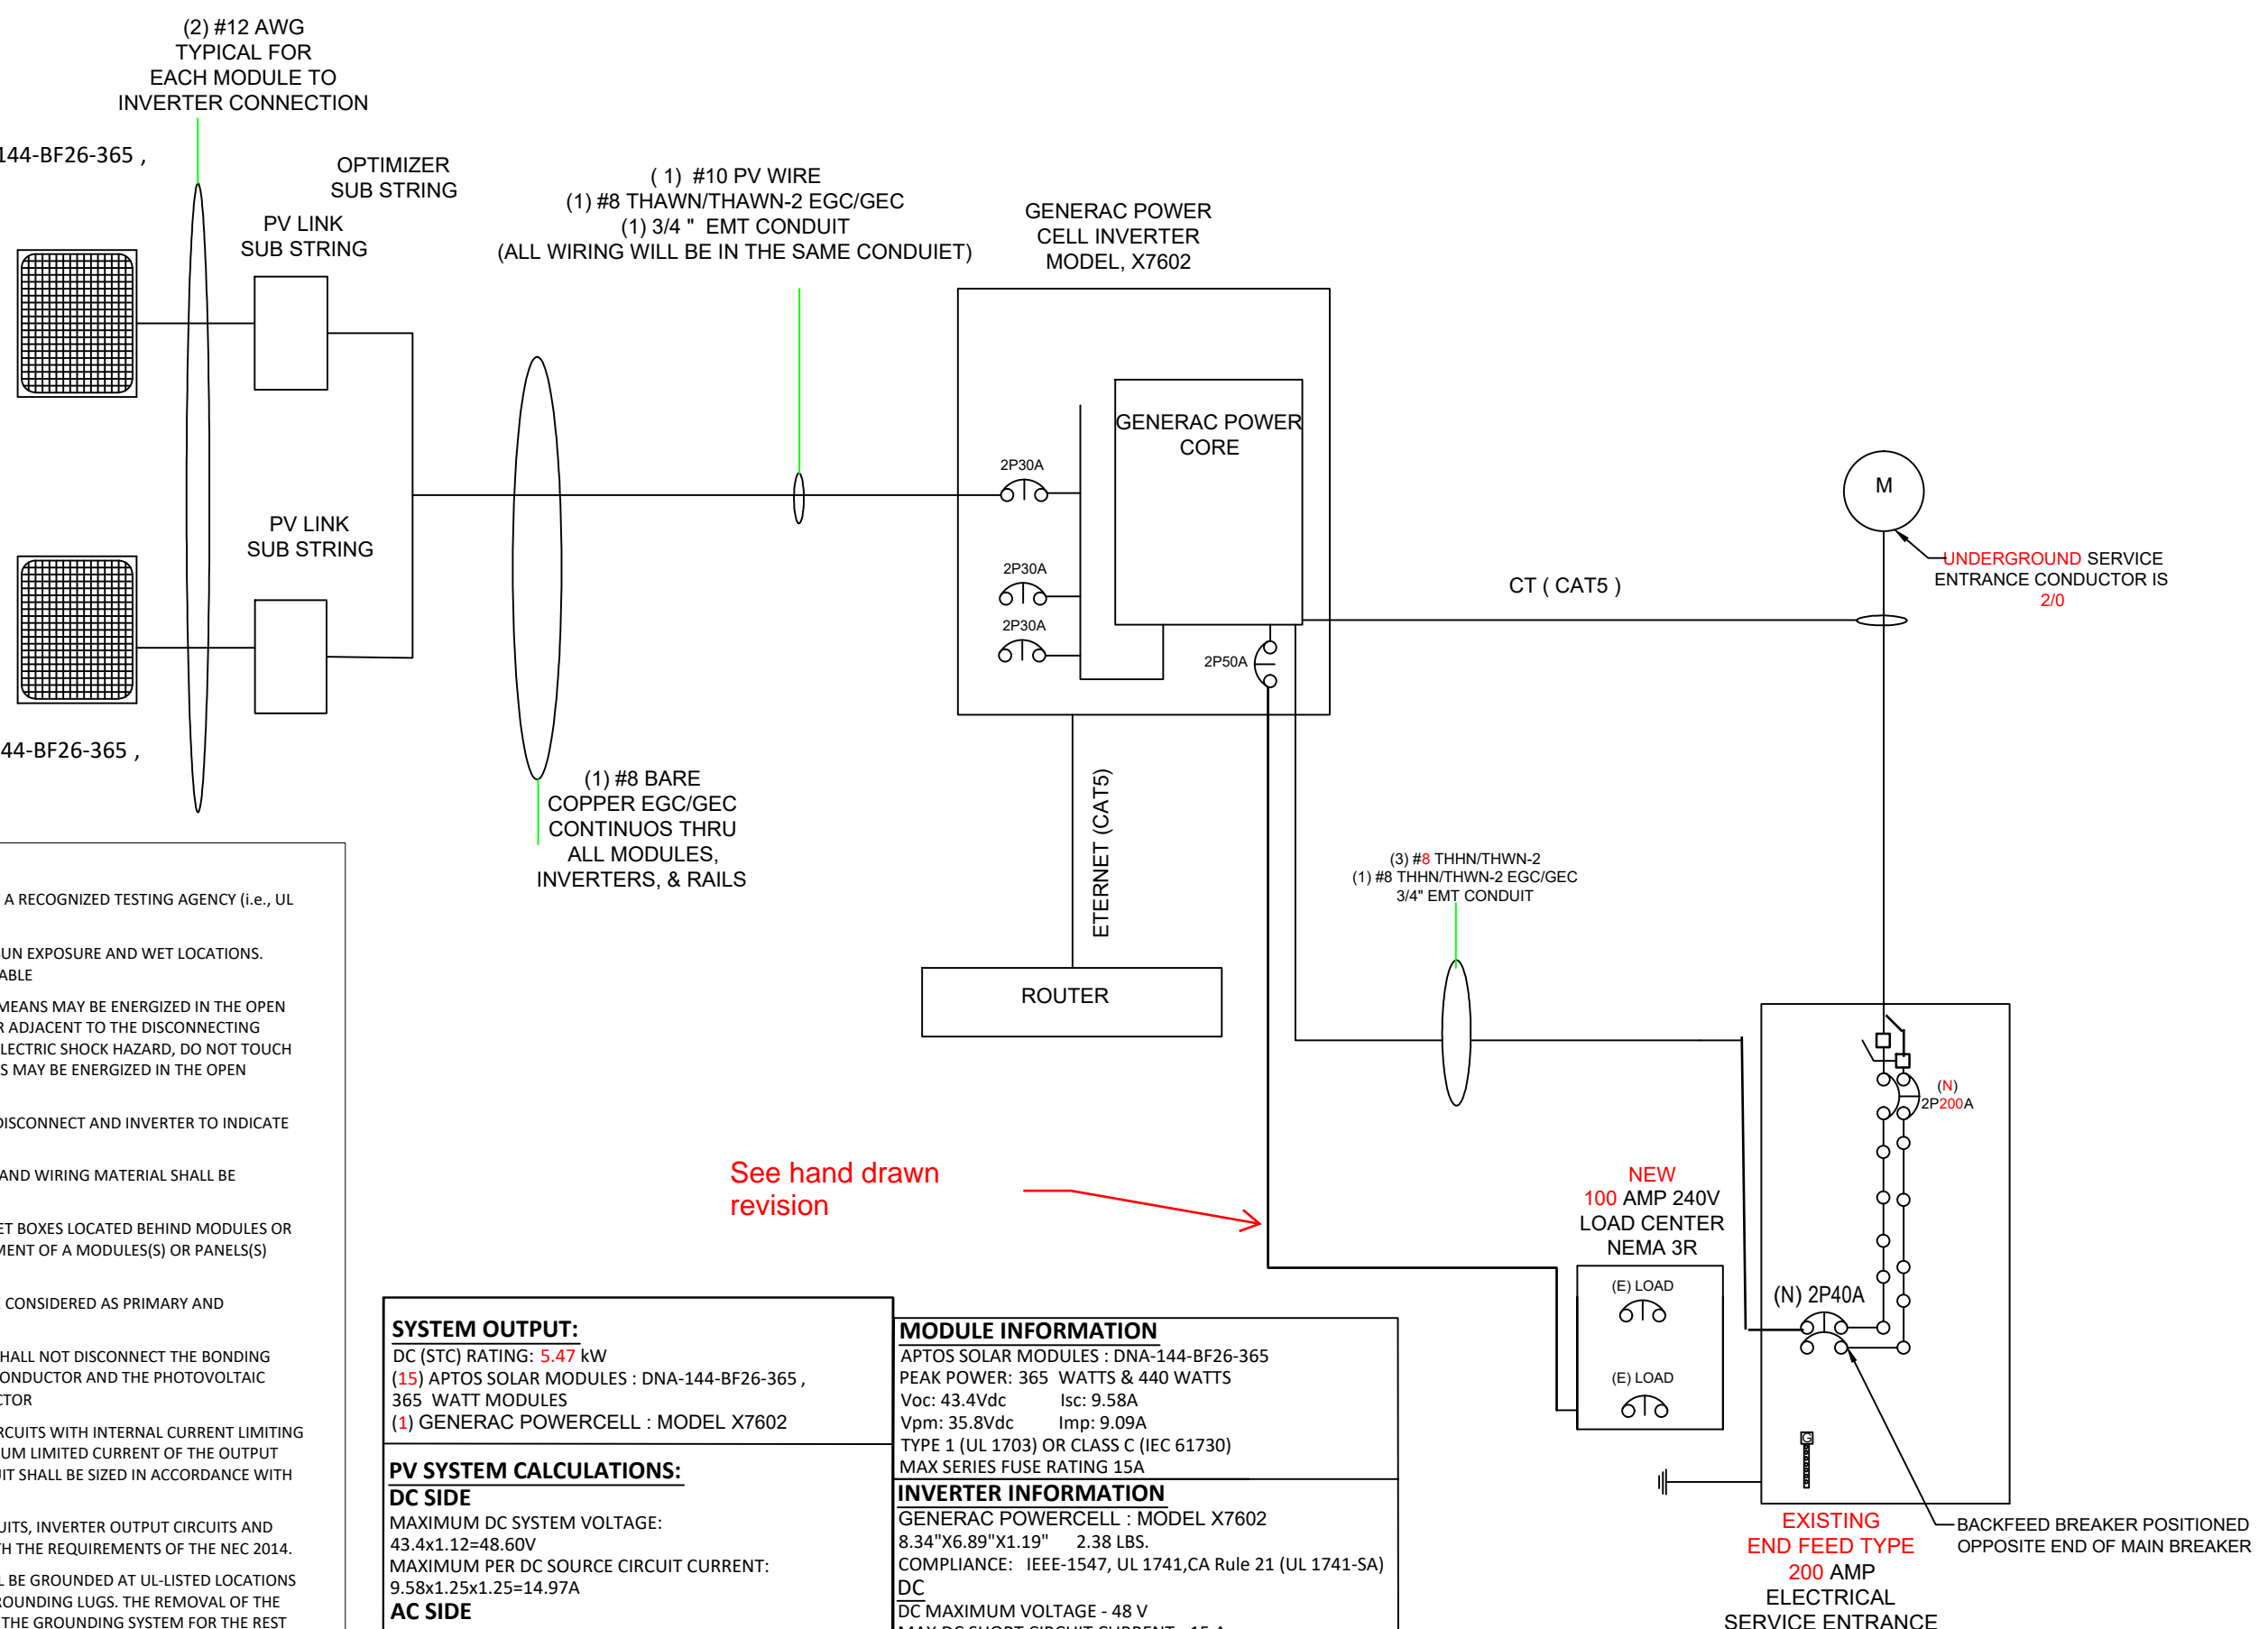 (2) #12 AWG
TYPICAL FOR
EACH MODULE TO
INVERTER CONNECTION
144-BF26-365 ,
OPTIMIZER
SUB STRING
PV LINK
SUB STRING
( 1)  #10 PV WIRE
(1) #8 THAWN/THAWN-2 EGC/GEC
(1) 3/4 "  EMT CONDUIT
(ALL WIRING WILL BE IN THE SAME CONDUIET)
GENERAC POWER
CELL INVERTER
MODEL, X7602
GENERAC POWER
CORE
2P30A
2P30A
2P30A
2P50A
PV LINK
SUB STRING
M
UNDERGROUND SERVICE
ENTRANCE CONDUCTOR IS
2/0
CT ( CAT5 )
44-BF26-365 ,
(1) #8 BARE
COPPER EGC/GEC
CONTINUOS THRU
ALL MODULES,
INVERTERS, & RAILS
ETERNET (CAT5)
ROUTER
(3) #8 THHN/THWN-2
(1) #8 THHN/THWN-2 EGC/GEC
3/4" EMT CONDUIT
A RECOGNIZED TESTING AGENCY (i.e., UL
SUN EXPOSURE AND WET LOCATIONS.
ABLE
MEANS MAY BE ENERGIZED IN THE OPEN
R ADJACENT TO THE DISCONNECTING
LECTRIC SHOCK HAZARD, DO NOT TOUCH
S MAY BE ENERGIZED IN THE OPEN
DISCONNECT AND INVERTER TO INDICATE
AND WIRING MATERIAL SHALL BE
ET BOXES LOCATED BEHIND MODULES OR
MENT OF A MODULES(S) OR PANELS(S)
CONSIDERED AS PRIMARY AND
SHALL NOT DISCONNECT THE BONDING
ONDUCTOR AND THE PHOTOVOLTAIC
CTOR
RCUITS WITH INTERNAL CURRENT LIMITING
UM LIMITED CURRENT OF THE OUTPUT
UIT SHALL BE SIZED IN ACCORDANCE WITH
UITS, INVERTER OUTPUT CIRCUITS AND
TH THE REQUIREMENTS OF THE NEC 2014.
L BE GROUNDED AT UL-LISTED LOCATIONS
ROUNDING LUGS. THE REMOVAL OF THE
THE GROUNDING SYSTEM FOR THE REST
See hand drawn
revision
(N)
2P200A
NEW
100 AMP 240V
LOAD CENTER
NEMA 3R
(E) LOAD
(E) LOAD
(N) 2P40A
G
EXISTING
END FEED TYPE
200 AMP
ELECTRICAL
SERVICE ENTRANCE
BACKFEED BREAKER POSITIONED
OPPOSITE END OF MAIN BREAKER
SYSTEM OUTPUT:
DC (STC) RATING: 5.47 kW
(15) APTOS SOLAR MODULES : DNA-144-BF26-365 ,
365  WATT MODULES
(1) GENERAC POWERCELL : MODEL X7602
PV SYSTEM CALCULATIONS:
DC SIDE
MAXIMUM DC SYSTEM VOLTAGE:
43.4x1.12=48.60V
MAXIMUM PER DC SOURCE CIRCUIT CURRENT:
9.58x1.25x1.25=14.97A
AC SIDE
MODULE INFORMATION
APTOS SOLAR MODULES : DNA-144-BF26-365
PEAK POWER: 365  WATTS & 440 WATTS
Voc: 43.4Vdc Isc: 9.58A
Vpm: 35.8Vdc Imp: 9.09A
TYPE 1 (UL 1703) OR CLASS C (IEC 61730)
MAX SERIES FUSE RATING 15A
INVERTER INFORMATION
GENERAC POWERCELL : MODEL X7602
8.34"X6.89"X1.19" 2.38 LBS.
COMPLIANCE: IEEE-1547, UL 1741,CA Rule 21 (UL 1741-SA)
DC
DC MAXIMUM VOLTAGE - 48 V
MAX DC SHORT CIRCUIT CURRENT - 15 A